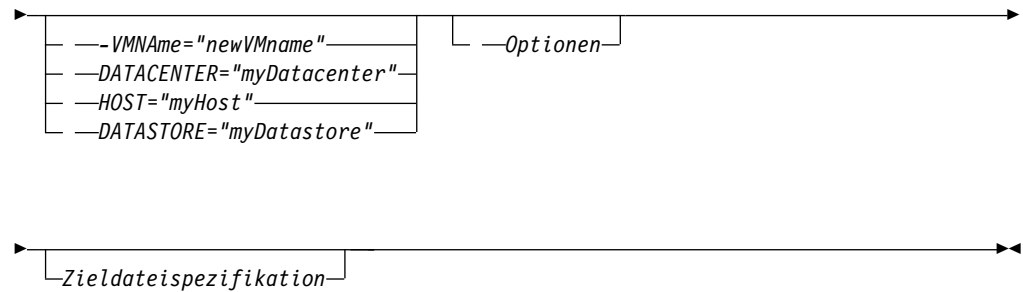 -VMNAme="newVMname"
Optionen
DATACENTER="myDatacenter"
HOST="myHost"
DATASTORE="myDatastore"
Zieldateispezifikation